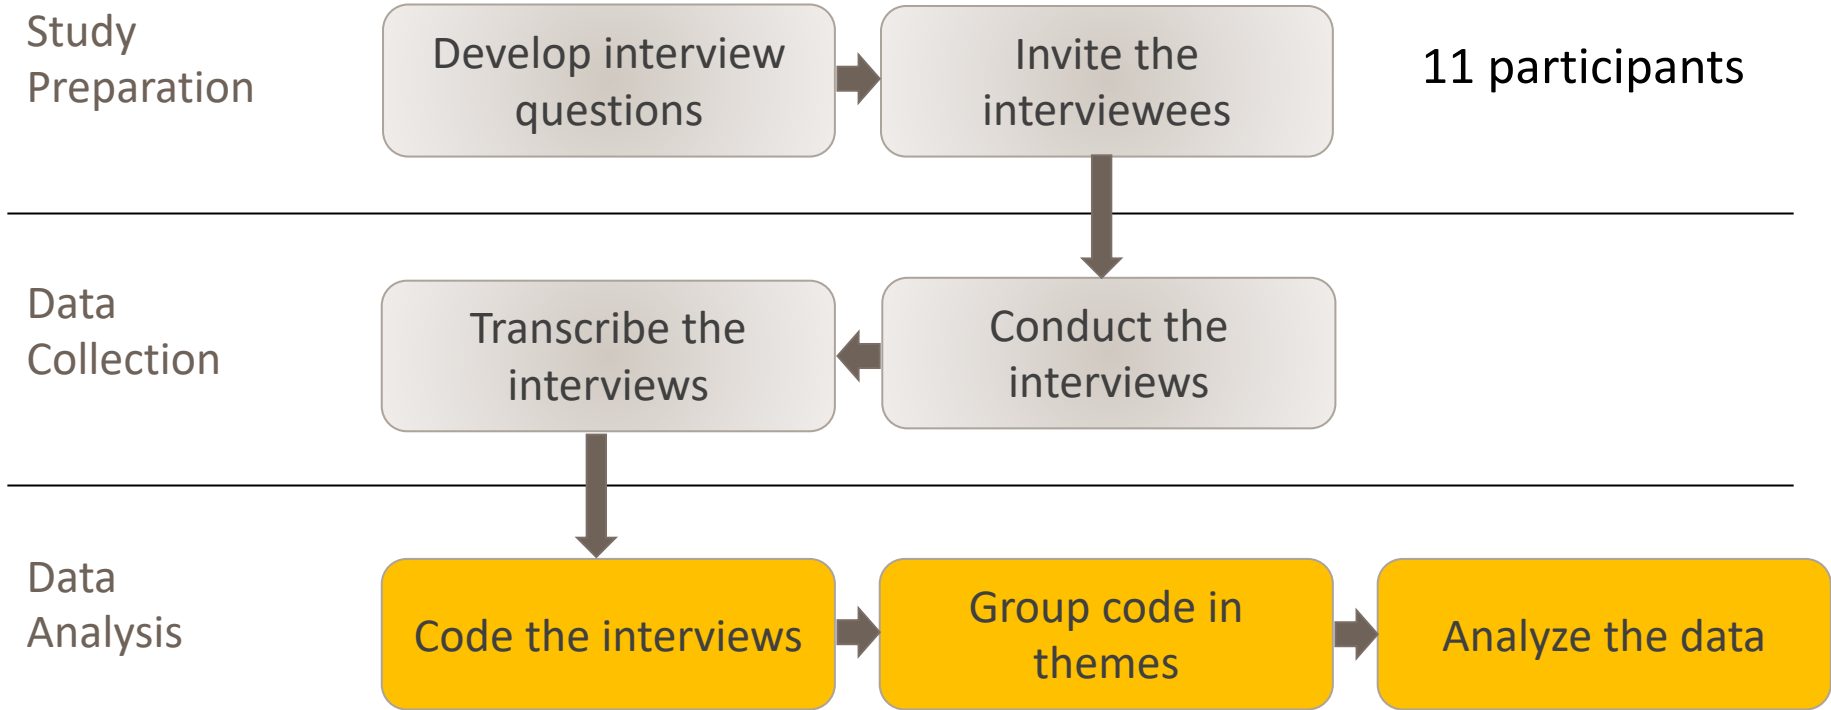 Study
Preparation
Develop interview
questions
Invite the
interviewees
11 participants
Data
Collection
Transcribe the
interviews
Conduct the
interviews
Data
Analysis
Code the interviews
Group code in
themes
Analyze the data